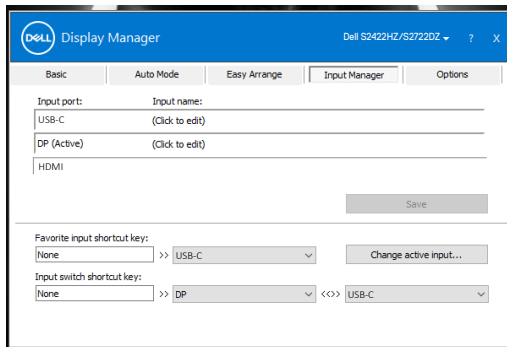 DELL Display Manager Dell S2422HZ/S2722DZ ? X
Basic Auto Mode Easy Arrange Input Manager Options
Input port: Input name:
USB-C (Click to edit)
DP (Active) (Click to edit)
HDMI
Save
Favorite input shortcut key:
None >> USB-C Change active input...
Input switch shortcut key:
None >> DP <<>> USB-C